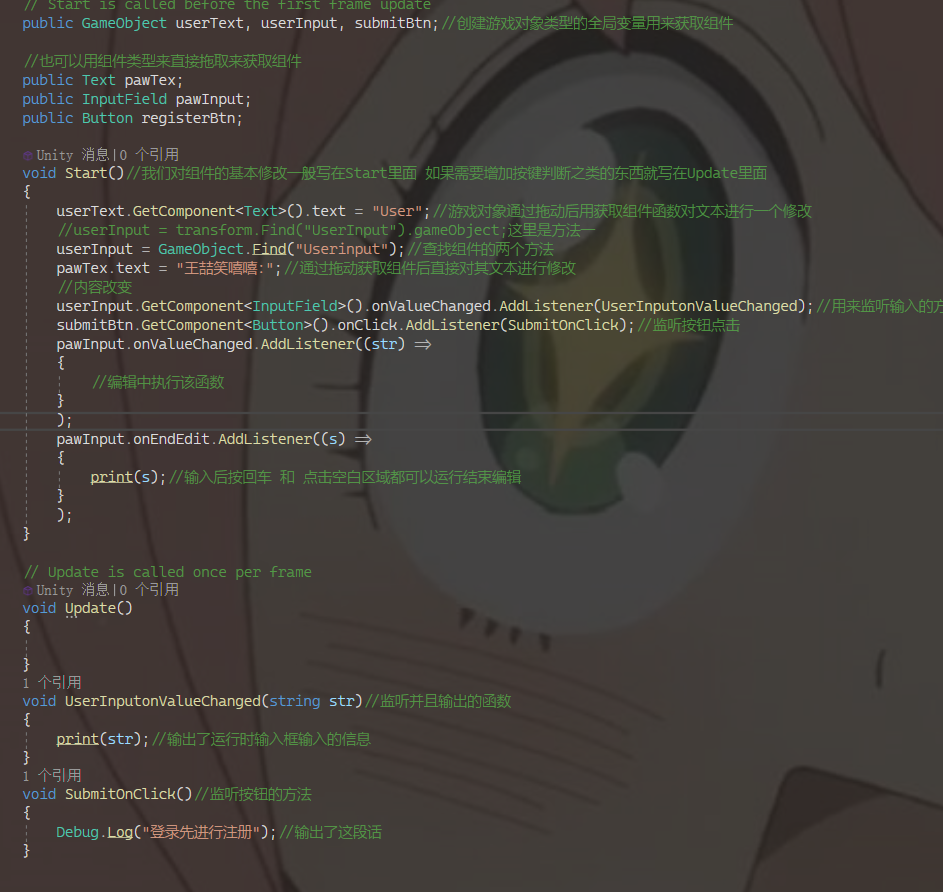 // Start is called before the first frame update
public GameObject userText, userInput, submitBtn;//创建游戏对象类型的全局变量用来获取组件
//也可以用组件类型来直接拖取来获取组件
public Text pawTex;
public InputField pawInput;
public Button registerBtn;
Unity 消息|0 个引用
void Start()//我们对组件的基本修改一般写在Start里面 如果需要增加按键判断之类的东西就写在Update里面
{
userText.GetComponent<Text>().text = "User";//游戏对象通过拖动后用获取组件函数对文本进行一个修改
//userInput = transform.Find("UserInput").gameObject;这里是方法一
userInput = GameObject.Find("Userinput");//查找组件的两个方法
pawTex.text = "王喆笑嘻嘻:";//通过拖动获取组件后直接对其文本进行修改
//内容改变
userInput.GetComponent<InputField>().onValueChanged.AddListener(UserInputonValueChanged);//用来监听输入的方
submitBtn.GetComponent<Button>().onClick.AddListener(SubmitOnClick);//监听按钮点击
pawInput.onValueChanged.AddListener((str) =>
{
//编辑中执行该函数
}
);
pawInput.onEndEdit.AddListener((s) =>
{
print(s);//输入后按回车 和 点击空白区域都可以运行结束编辑
}
);
}
// Update is called once per frame
Unity 消息|0 个引用
void Update()
{
}
1 个引用
void UserInputonValueChanged(string str)//监听并且输出的函数
{
print(str);//输出了运行时输入框输入的信息
}
1 个引用
void SubmitOnClick()//监听按钮的方法
{
Debug.Log("登录先进行注册");//输出了这段话
}